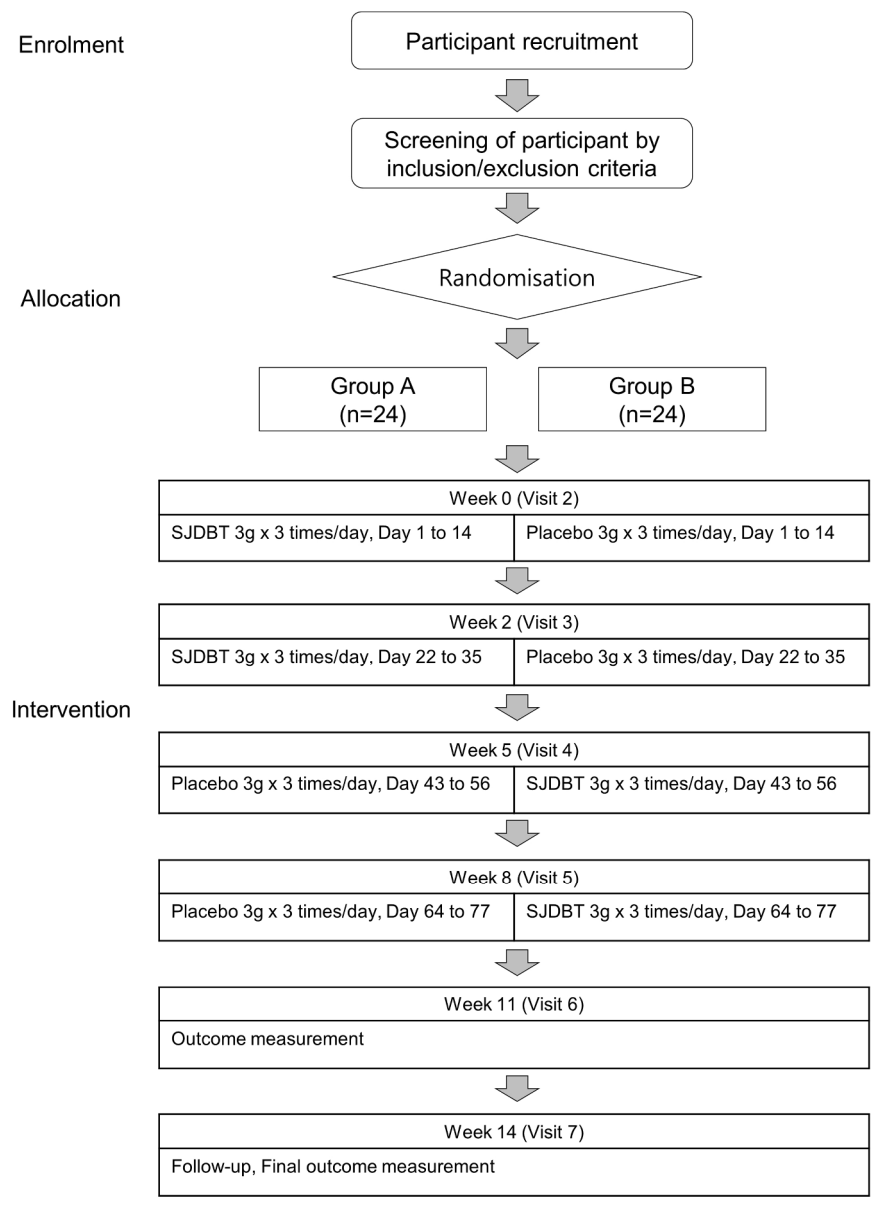 Enrolment
Participant recruitment
Screening of participant by
inclusion/exclusion criteria
Allocation
Randomisation
Group A
(n=24)
Group B
(n=24)
Week 0 (Visit 2)
SJDBT 3g x 3 times/day, Day 1 to 14
Placebo 3g x 3 times/day, Day 1 to 14
Week 2 (Visit 3)
SJDBT 3g x 3 times/day, Day 22 to 35
Placebo 3g x 3 times/day, Day 22 to 35
Intervention
Week 5 (Visit 4)
Placebo 3g x 3 times/day, Day 43 to 56
SJDBT 3g x 3 times/day, Day 43 to 56
Week 8 (Visit 5)
Placebo 3g x 3 times/day, Day 64 to 77
SJDBT 3g x 3 times/day, Day 64 to 77
Week 11 (Visit 6)
Outcome measurement
Week 14 (Visit 7)
Follow-up, Final outcome measurement